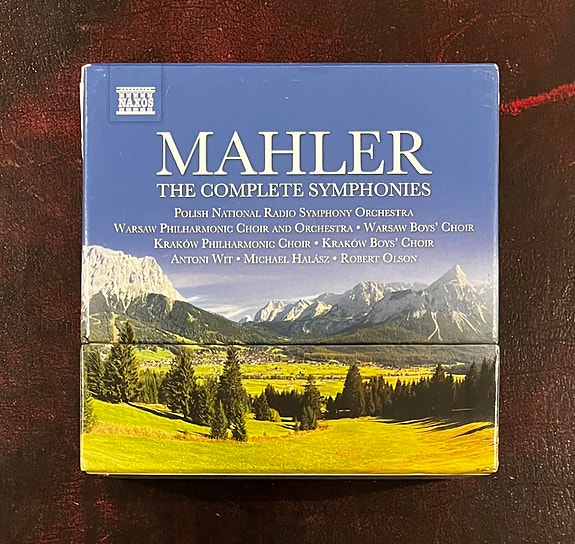 NAXOS
MAHLER
THE COMPLETE SYMPHONIES
POLISH NATIONAL RADIO SYMPHONY ORCHESTRA
WARSAW PHILHARMONIC CHOIR AND ORCHESTRA • WARSAW BOYS' CHOIR
KRAKÓW PHILHARMONIC CHOIR • KRAKÓW BOYS' CHOIR
ANTONI WIT • MICHAEL HALÁSZ • ROBERT OLSON